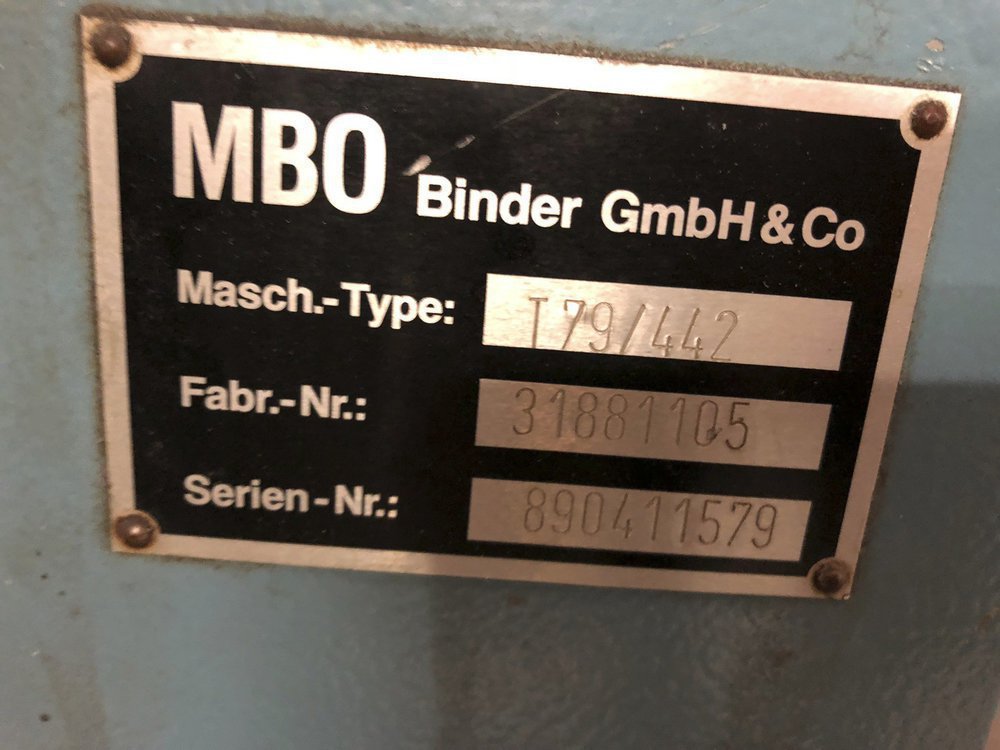 MBO Binder GmbH & Co
Masch.-Type: T79/442
Fabr.-Nr.: 31881105
Serien-Nr.: 890411579